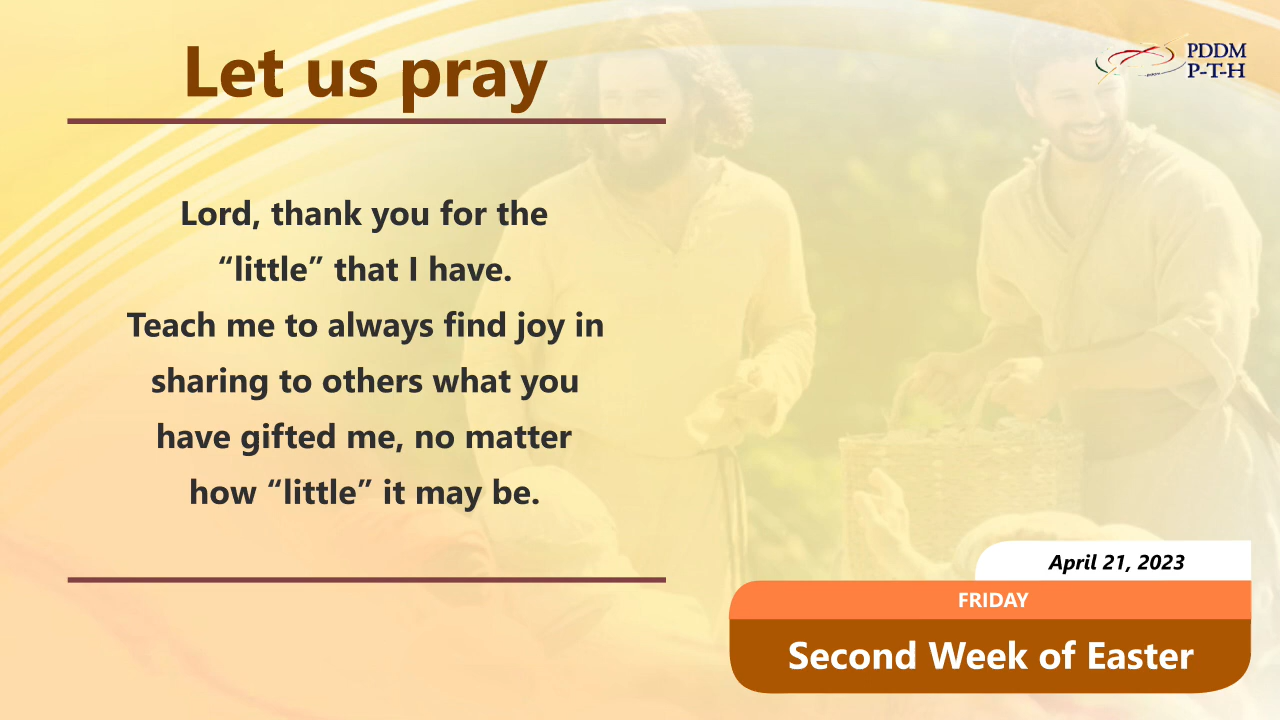 Let us pray
PDDM
P-T-H
Lord, thank you for the
“little” that I have.
Teach me to always find joy in
sharing to others what you
have gifted me, no matter
how “little” it may be.
April 21, 2023
FRIDAY
Second Week of Easter